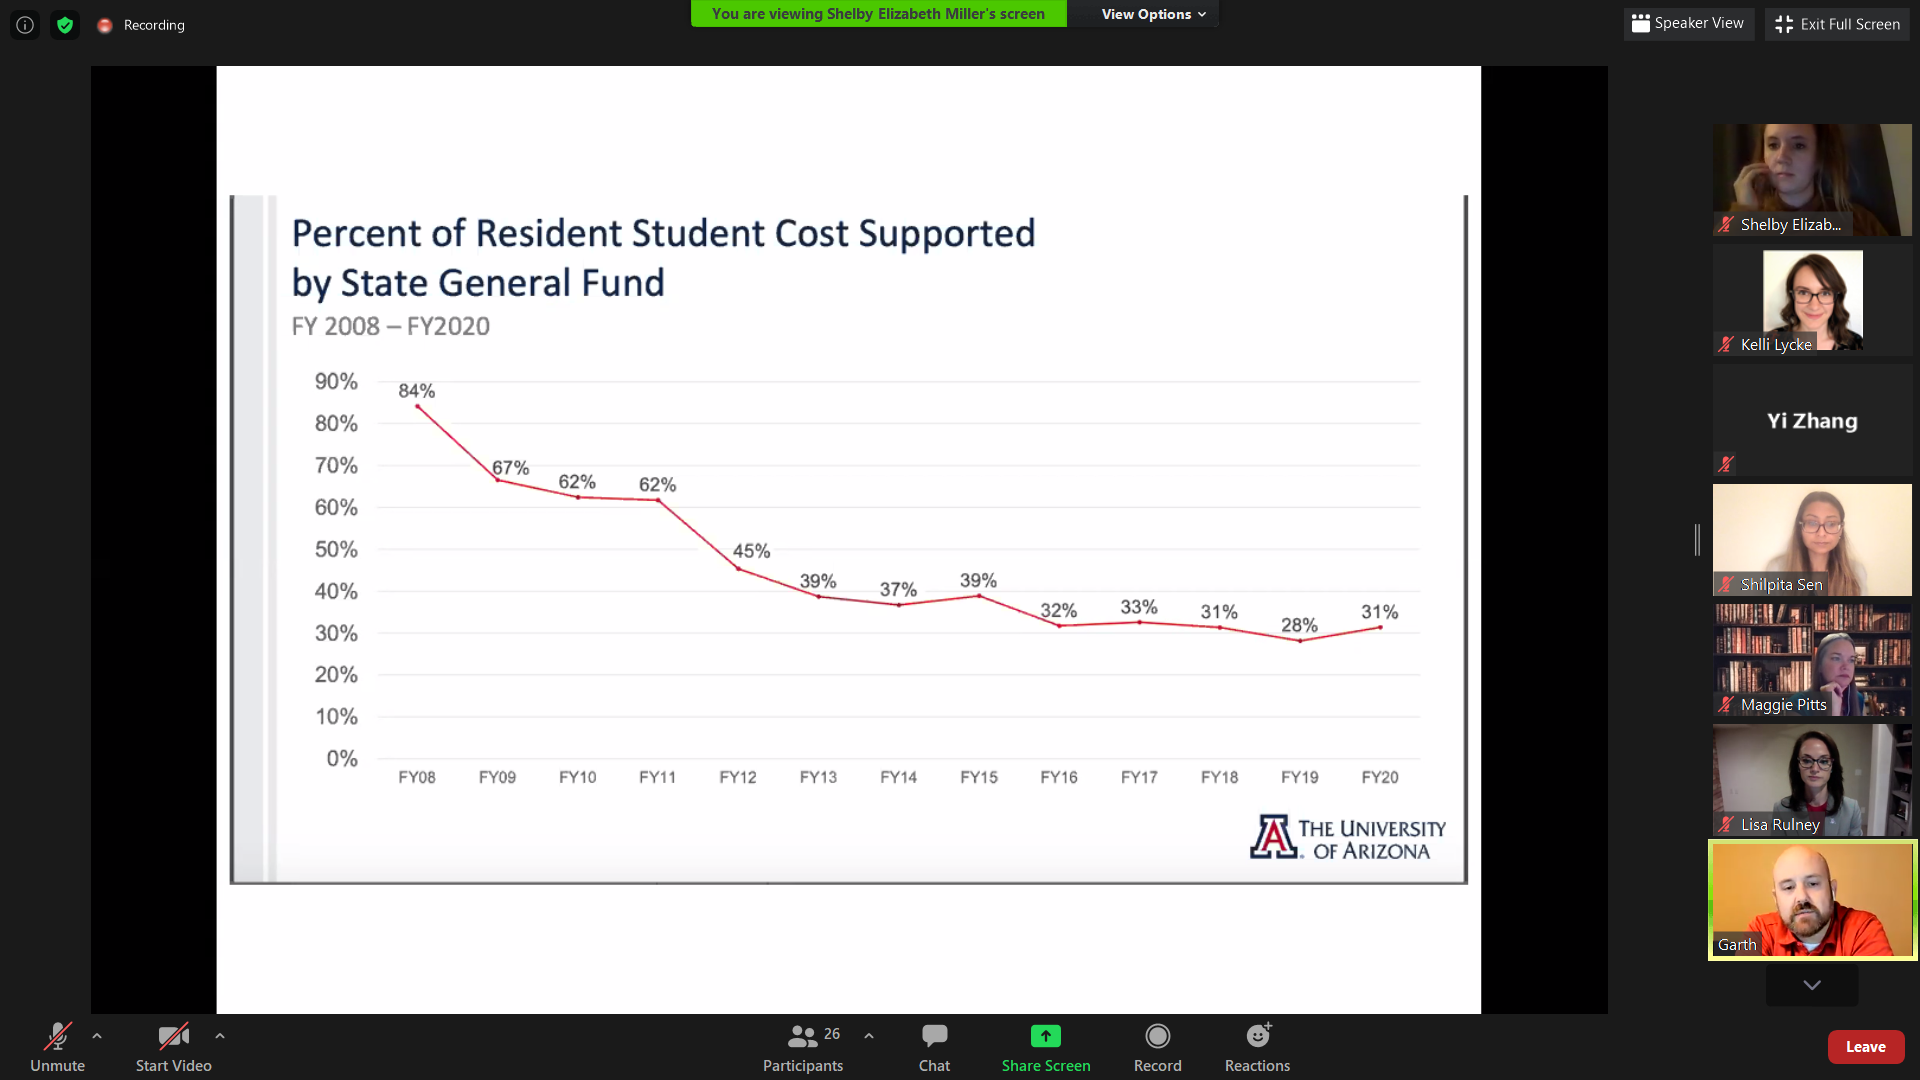 Recording
You are viewing Shelby Elizabeth Miller's screen
View Options
Speaker View
Exit Full Screen
Percent of Resident Student Cost Supported
by State General Fund
FY 2008 – FY2020
90%
80%
70%
60%
50%
40%
30%
20%
10%
0%
84%
67%
62%
62%
45%
39%
37%
39%
32%
33%
31%
28%
31%
FY08 FY09 FY10 FY11 FY12 FY13 FY14 FY15 FY16 FY17 FY18 FY19 FY20
A
THE UNIVERSITY
OF ARIZONA
Shelby Elizab...
Kelli Lycke
Yi Zhang
Shilpita Sen
Maggie Pitts
Lisa Rulney
Garth
Unmute
Start Video
26
Participants
Chat
Share Screen
Record
Reactions
Leave